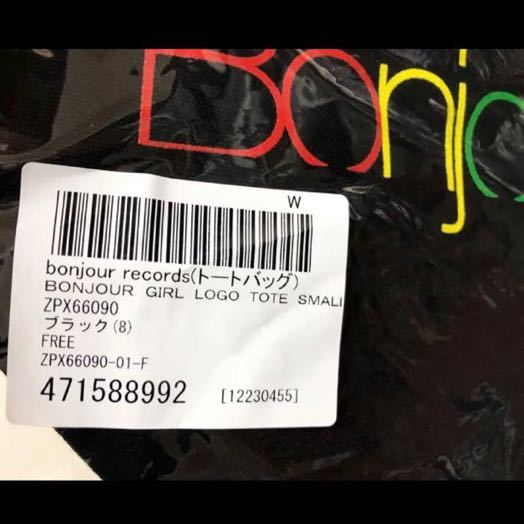 Bonjo
W
bonjour records(トートバッグ)
BONJOUR GIRL LOGO TOTE SMALL
ZPX66090
ブラック(8)
FREE
ZPX66090-01-F
471588992 [12230455]